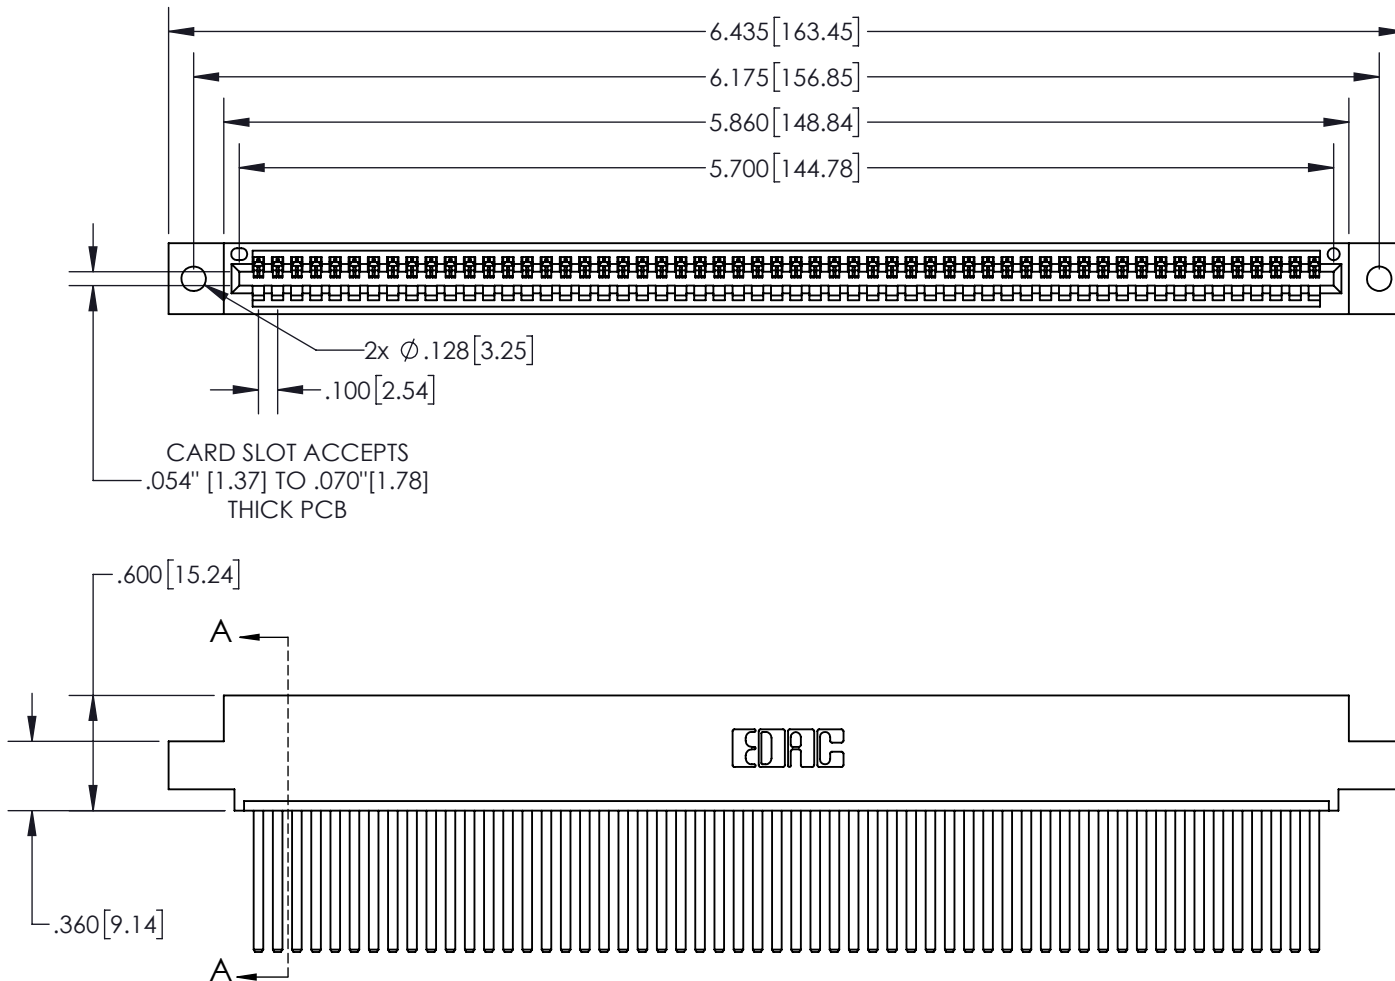 6.435[163.45]
6.175[156.85]
5.860[148.84]
5.700[144.78]
2x ∅.128[3.25]
.100[2.54]
CARD SLOT ACCEPTS
.054" [1.37] TO .070"[1.78]
THICK PCB
.600[15.24]
A
EDAC
.360[9.14]
A